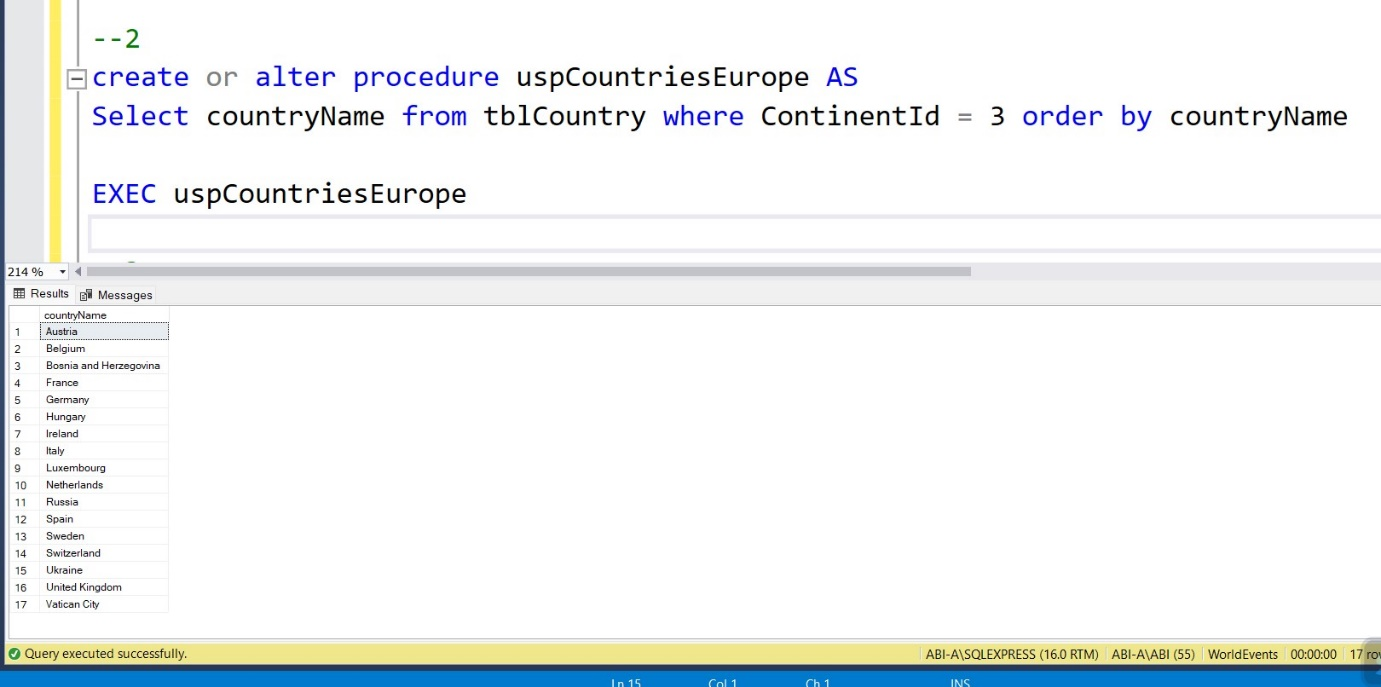 --2
create or alter procedure uspCountriesEurope AS
Select countryName from tblCountry where ContinentId = 3 order by countryName
EXEC uspCountriesEurope
214 %
Results Messages
countryName
1 Austria
2 Belgium
3 Bosnia and Herzegovina
4 France
5 Germany
6 Hungary
7 Ireland
8 Italy
9 Luxembourg
10 Netherlands
11 Russia
12 Spain
13 Sweden
14 Switzerland
15 Ukraine
16 United Kingdom
17 Vatican City
Query executed successfully. ABI-A\SQLEXPRESS (16.0 RTM) ABI-A\ABI (55) WorldEvents 00:00:00 17 ro
Ln 15 Col 1 Ch 1 INS